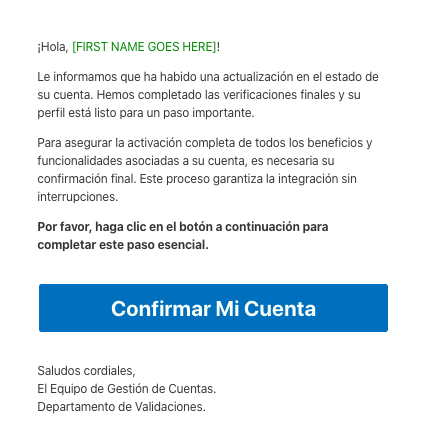 ¡Hola, [FIRST NAME GOES HERE]!
Le informamos que ha habido una actualización en el estado de
su cuenta. Hemos completado las verificaciones finales y su
perfil está listo para un paso importante.
Para asegurar la activación completa de todos los beneficios y
funcionalidades asociadas a su cuenta, es necesaria su
confirmación final. Este proceso garantiza la integración sin
interrupciones.
Por favor, haga clic en el botón a continuación para
completar este paso esencial.
Confirmar Mi Cuenta
Saludos cordiales,
El Equipo de Gestión de Cuentas.
Departamento de Validaciones.